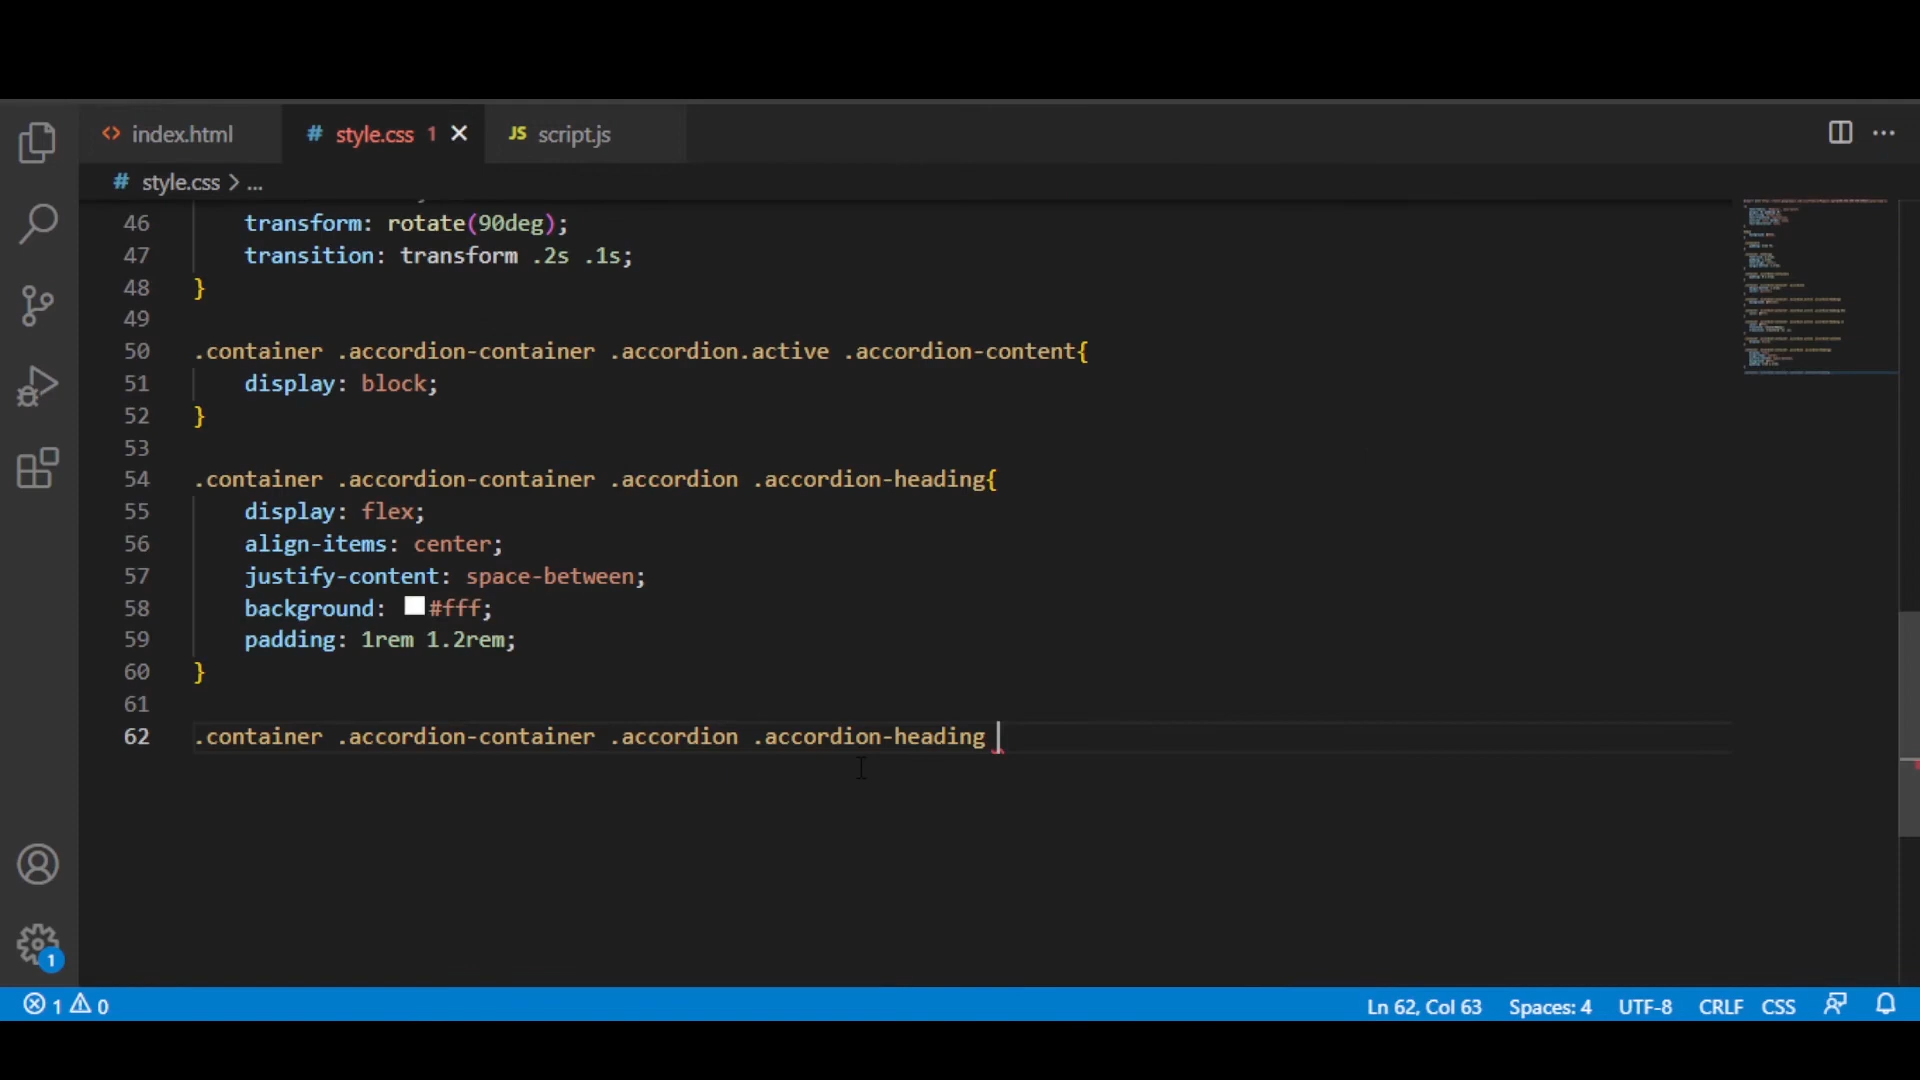 index.html
style.css 1
JS script.js
# style.css > ...
46 transform: rotate(90deg);
47 transition: transform .2s .1s;
48 }
49
50 .container .accordion-container .accordion.active .accordion-content{
51 display: block;
52 }
53
54 .container .accordion-container .accordion .accordion-heading{
55 display: flex;
56 align-items: center;
57 justify-content: space-between;
58 background: #fff;
59 padding: 1rem 1.2rem;
60 }
61
62 .container .accordion-container .accordion .accordion-heading
1
1 0
Ln 62, Col 63
Spaces: 4
UTF-8
CRLF
CSS